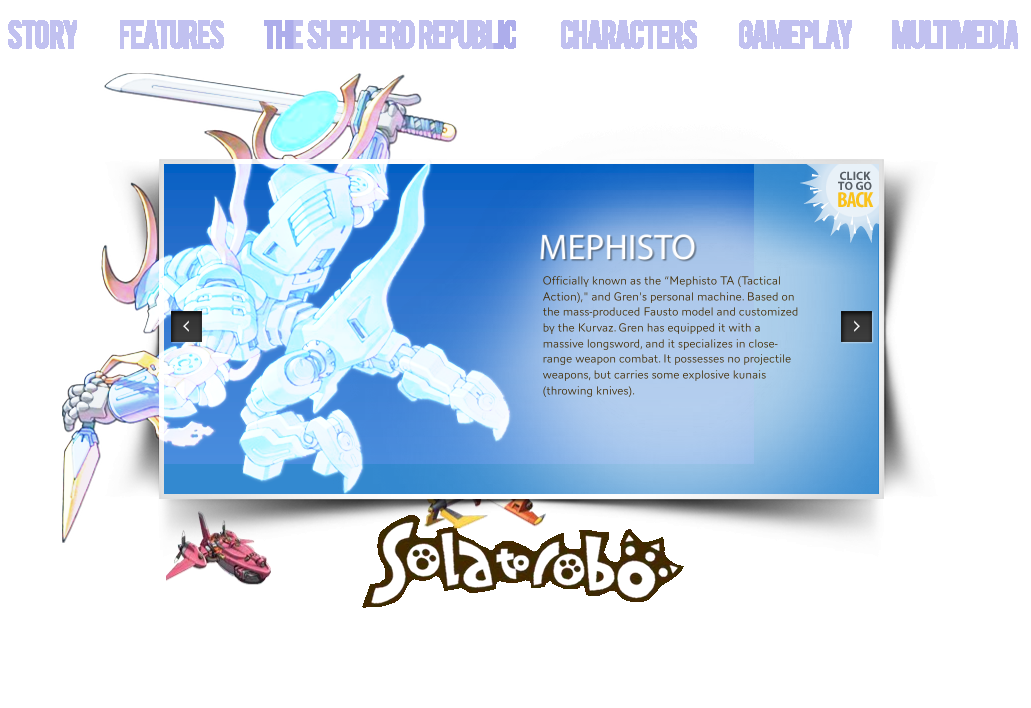 STORY FEATURES THE SHEPHERD REPUBLIC CHARACTERS GAMEPLAY MULTIMEDIA
CLICK
TO GO
BACK
MEPHISTO
Officially known as the “Mephisto TA (Tactical
Action),” and Gren's personal machine. Based on
the mass-produced Fausto model and customized
by the Kurvaz. Gren has equipped it with a
massive longsword, and it specializes in close-
range weapon combat. It possesses no projectile
weapons, but carries some explosive kunais
(throwing knives).
Solatorobo